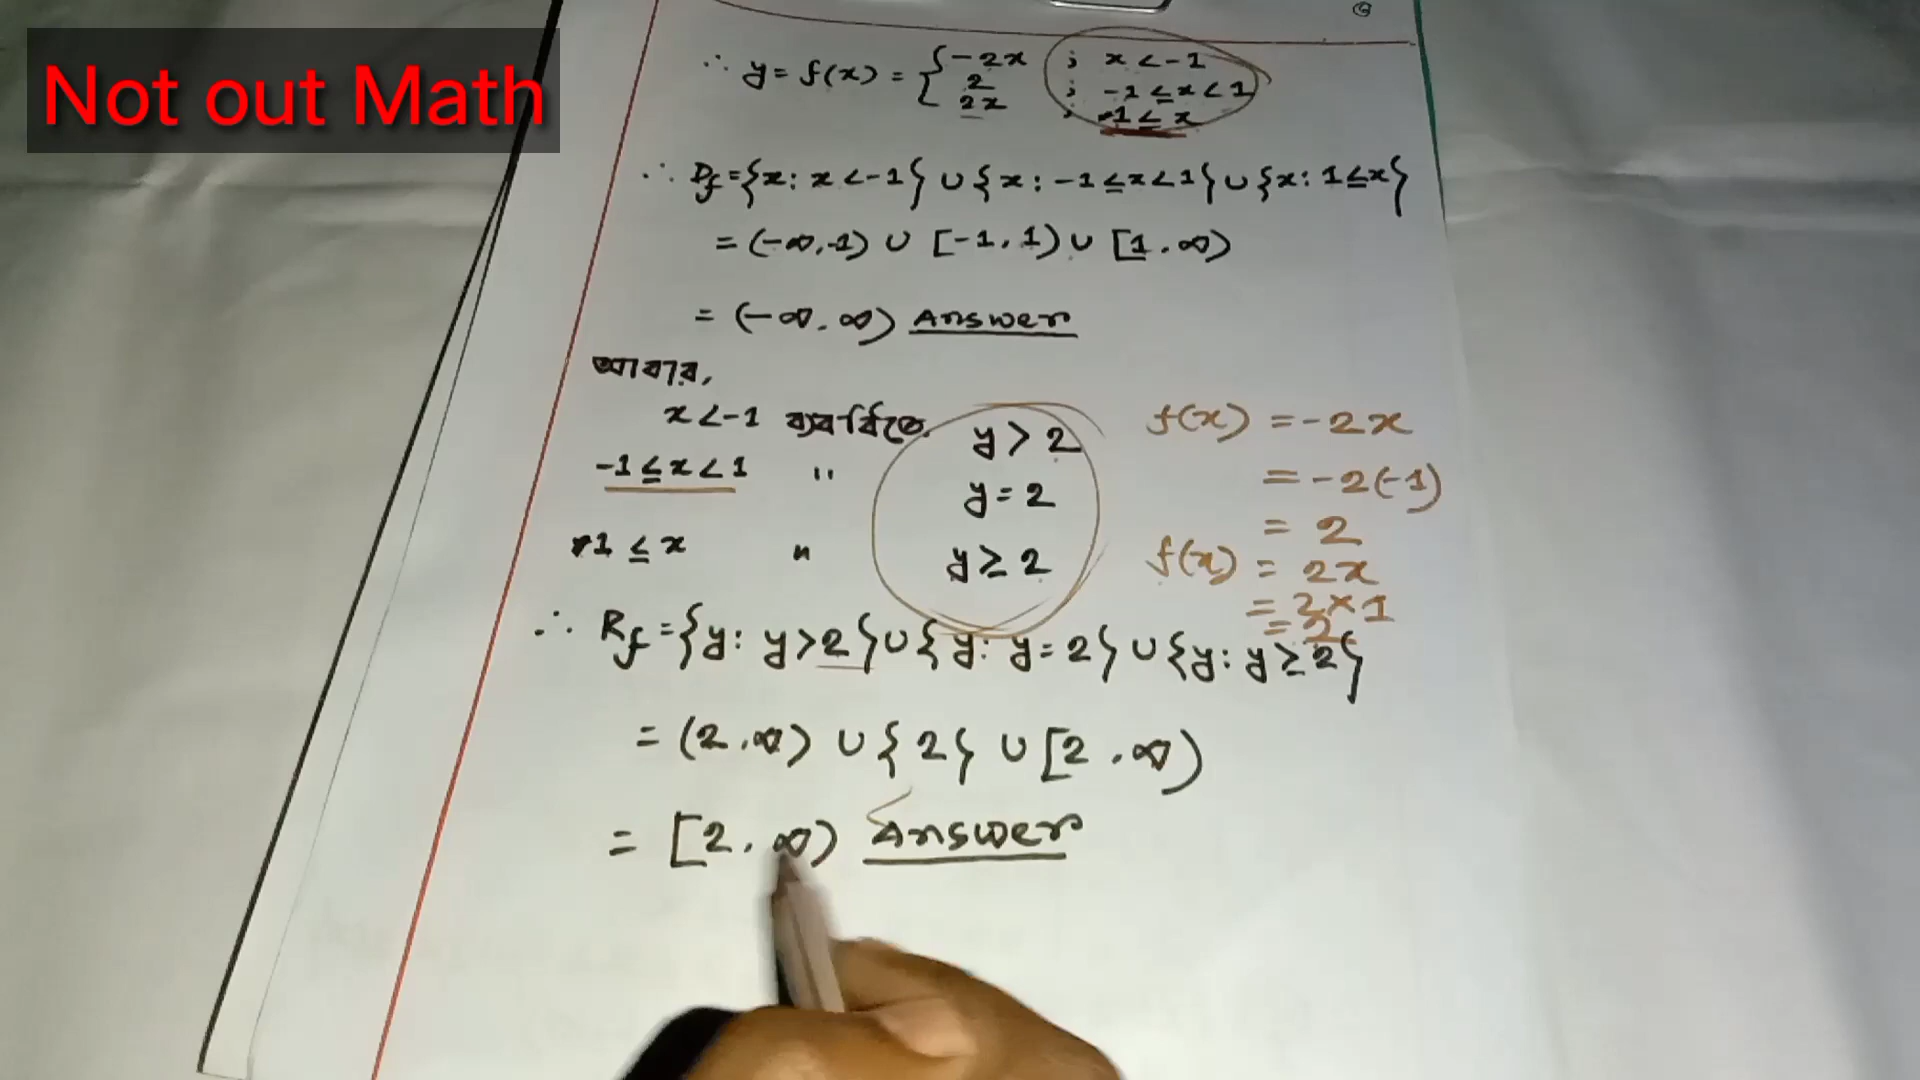 Not out Math
∴ y = f(x) = { -2x ; x < -1
2 ; -1 ≤ x < 1
2x ; 1 ≤ x
∴ Df = {x: x < -1} ∪ {x: -1 ≤ x < 1} ∪ {x: 1 ≤ x}
= (-∞, -1) ∪ [-1, 1) ∪ [1, ∞)
= (-∞, ∞) Answer
আবার,
x < -1 ব্যবধিতে y > 2
-1 ≤ x < 1 " y = 2
1 ≤ x " y ≥ 2
f(x) = -2x
= -2(-1)
= 2
f(x) = 2x
= 2×1
= 2
∴ Rf = {y: y > 2} ∪ {y: y = 2} ∪ {y: y ≥ 2}
= (2, ∞) ∪ {2} ∪ [2, ∞)
= [2, ∞) Answer